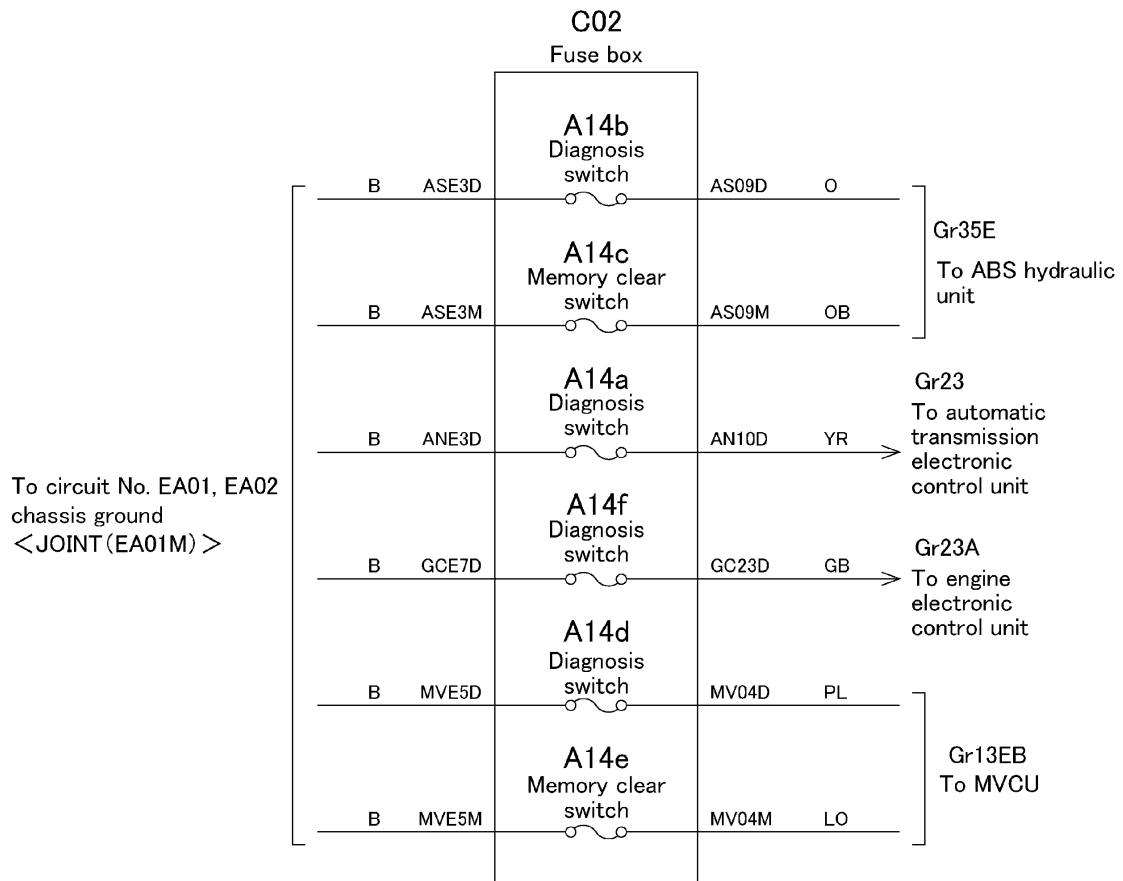 C02
Fuse box
A14b
Diagnosis
switch
B ASE3D AS09D O
A14c
Memory clear
switch
B ASE3M AS09M OB
Gr35E
To ABS hydraulic
unit
A14a
Diagnosis
switch
B ANE3D AN10D YR
Gr23
To automatic
transmission
electronic
control unit
To circuit No. EA01, EA02
chassis ground
<JOINT(EA01M)>
A14f
Diagnosis
switch
B GCE7D GC23D GB
Gr23A
To engine
electronic
control unit
A14d
Diagnosis
switch
B MVE5D MV04D PL
A14e
Memory clear
switch
B MVE5M MV04M LO
Gr13EB
To MVCU